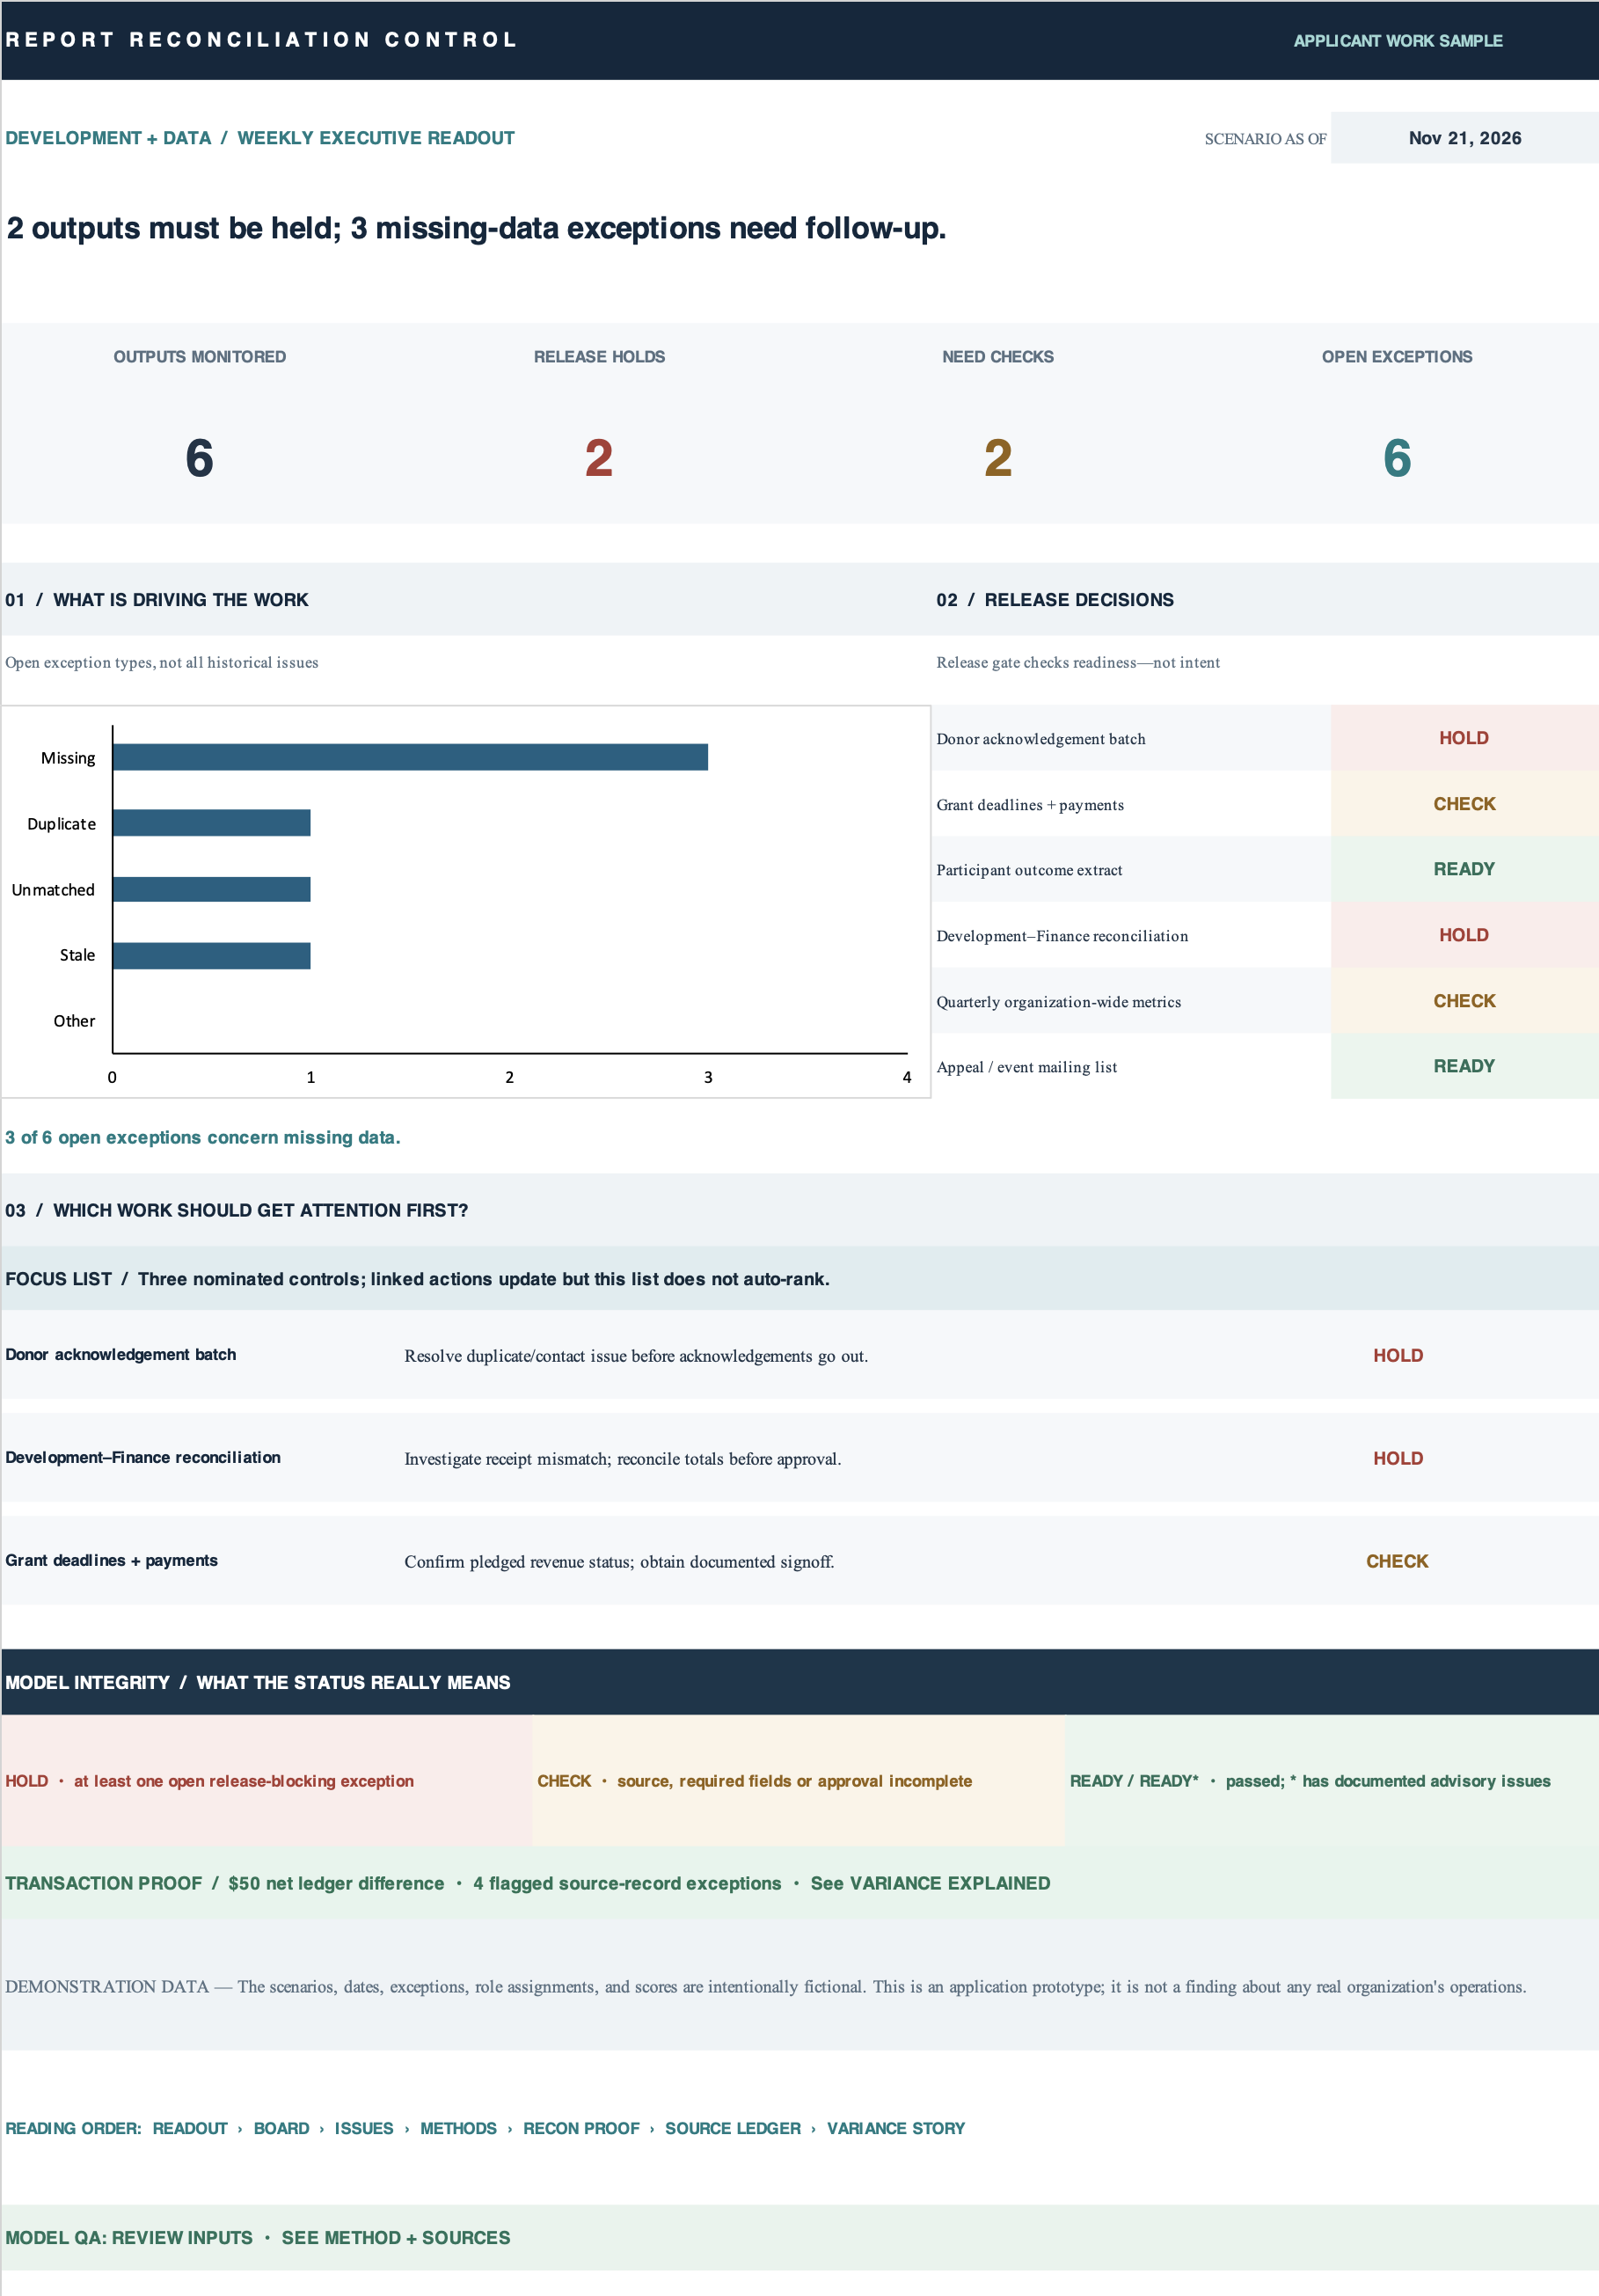 REPORT RECONCILIATION CONTROL
APPLICANT WORK SAMPLE
DEVELOPMENT + DATA / WEEKLY EXECUTIVE READOUT
SCENARIO AS OF
Nov 21, 2026
2 outputs must be held; 3 missing-data exceptions need follow-up.
OUTPUTS MONITORED
RELEASE HOLDS
NEED CHECKS
OPEN EXCEPTIONS
6
2
2
6
01 / WHAT IS DRIVING THE WORK
Open exception types, not all historical issues
Missing
Duplicate
Unmatched
Stale
Other
0 1 2 3 4
3 of 6 open exceptions concern missing data.
02 / RELEASE DECISIONS
Release gate checks readiness—not intent
Donor acknowledgement batch HOLD
Grant deadlines + payments CHECK
Participant outcome extract READY
Development–Finance reconciliation HOLD
Quarterly organization-wide metrics CHECK
Appeal / event mailing list READY
03 / WHICH WORK SHOULD GET ATTENTION FIRST?
FOCUS LIST / Three nominated controls; linked actions update but this list does not auto-rank.
Donor acknowledgement batch Resolve duplicate/contact issue before acknowledgements go out. HOLD
Development–Finance reconciliation Investigate receipt mismatch; reconcile totals before approval. HOLD
Grant deadlines + payments Confirm pledged revenue status; obtain documented signoff. CHECK
MODEL INTEGRITY / WHAT THE STATUS REALLY MEANS
HOLD · at least one open release-blocking exception
CHECK · source, required fields or approval incomplete
READY / READY* · passed; * has documented advisory issues
TRANSACTION PROOF / $50 net ledger difference · 4 flagged source-record exceptions · See VARIANCE EXPLAINED
DEMONSTRATION DATA — The scenarios, dates, exceptions, role assignments, and scores are intentionally fictional. This is an application prototype; it is not a finding about any real organization's operations.
READING ORDER: READOUT › BOARD › ISSUES › METHODS › RECON PROOF › SOURCE LEDGER › VARIANCE STORY
MODEL QA: REVIEW INPUTS · SEE METHOD + SOURCES